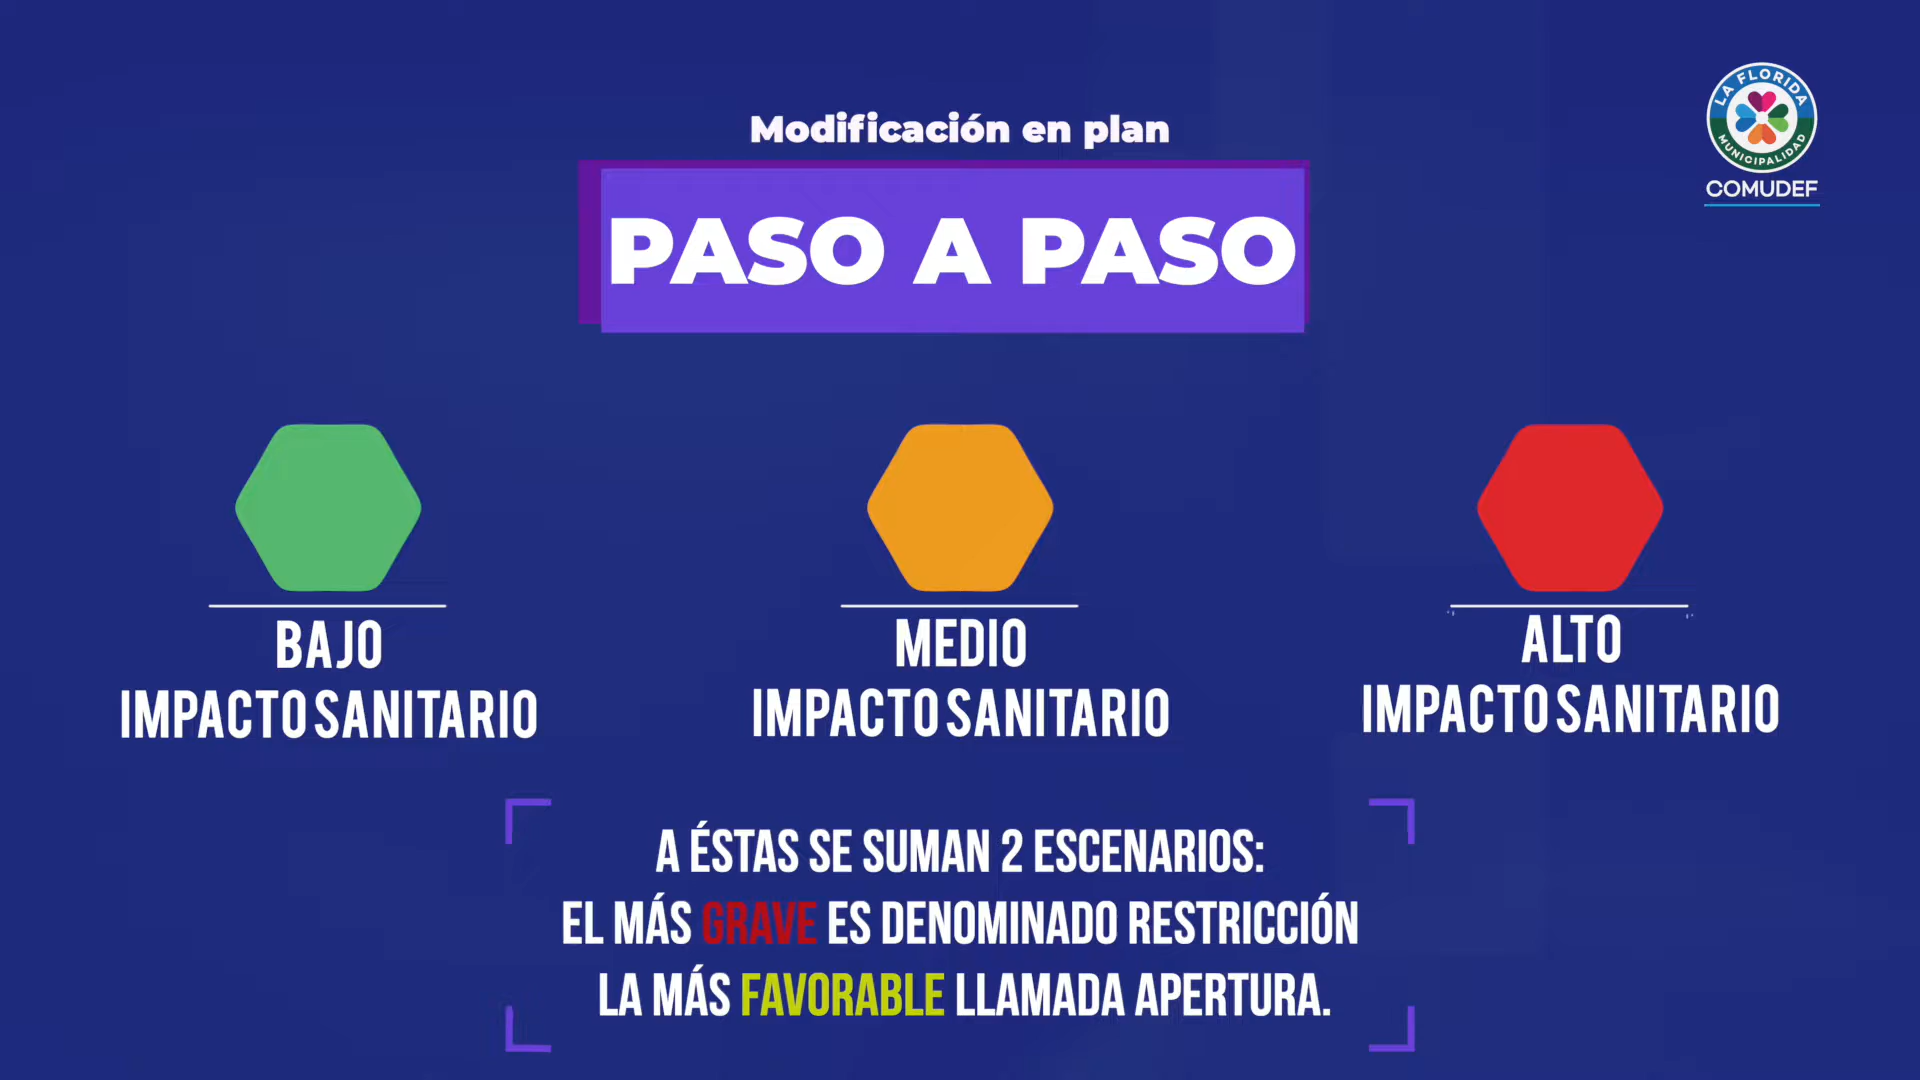 Modificación en plan
PASO A PASO
LA FLORIDA
MUNICIPALIDAD
COMUDEF
BAJO
IMPACTO SANITARIO
MEDIO
IMPACTO SANITARIO
ALTO
IMPACTO SANITARIO
A ÉSTAS SE SUMAN 2 ESCENARIOS:
EL MÁS GRAVE ES DENOMINADO RESTRICCIÓN
LA MÁS FAVORABLE LLAMADA APERTURA.